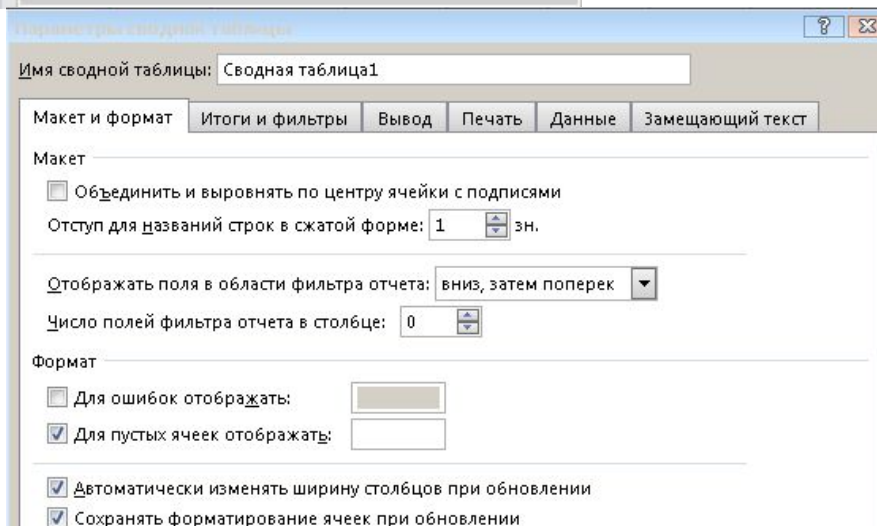 Параметры сводной таблицы
Имя сводной таблицы: Сводная таблица1
Макет и формат Итоги и фильтры Вывод Печать Данные Замещающий текст
Макет
Объединить и выровнять по центру ячейки с подписями
Отступ для названий строк в сжатой форме: 1 зн.
Отображать поля в области фильтра отчета: вниз, затем поперек
Число полей фильтра отчета в столбце: 0
Формат
Для ошибок отображать:
Для пустых ячеек отображать:
Автоматически изменять ширину столбцов при обновлении
Сохранять форматирование ячеек при обновлении